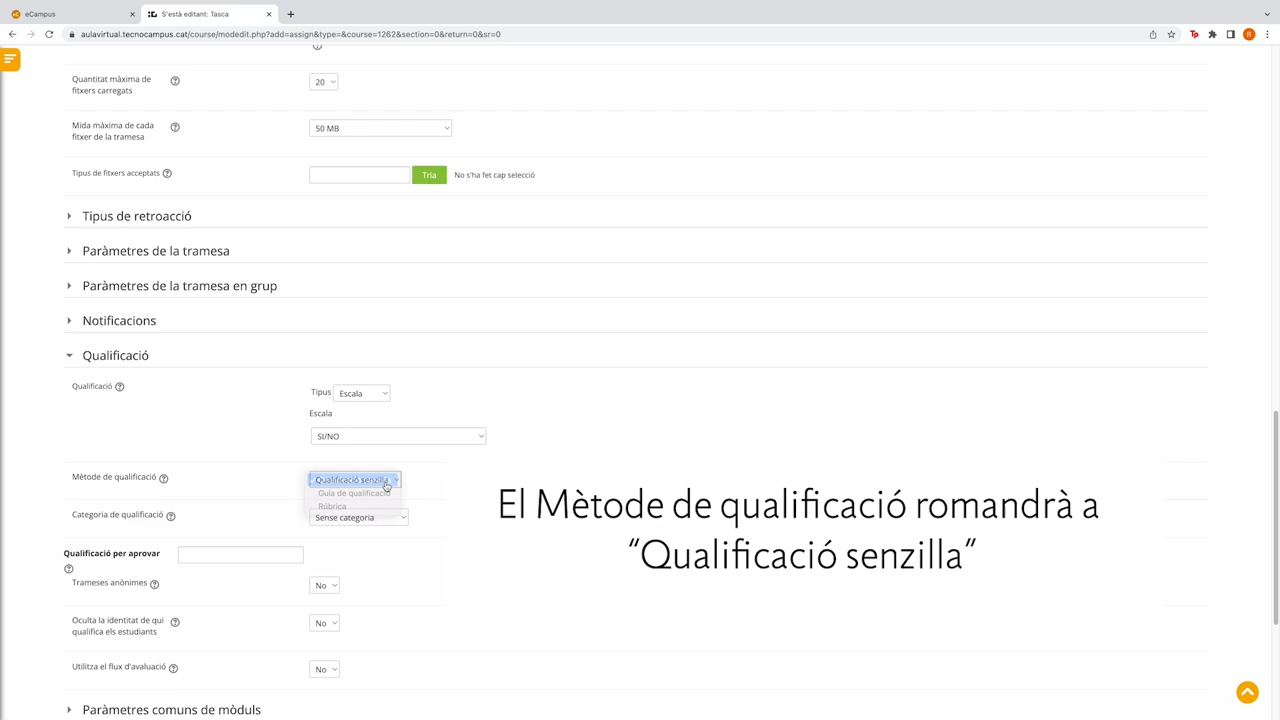 eCampus
S'està editant: Tasca
aulavirtual.tecnocampus.cat/course/modedit.php?add=assign&type=&course=1262&section=0&return=0&sr=0
Quantitat màxima de
fitxers carregats
20
Mida màxima de cada
fitxer de la tramesa
50 MB
Tipus de fitxers acceptats
Tria
No s'ha fet cap selecció
Tipus de retroacció
Paràmetres de la tramesa
Paràmetres de la tramesa en grup
Notificacions
Qualificació
Qualificació
Tipus
Escala
Escala
SI/NO
Mètode de qualificació
Qualificació senzilla
Guia de qualificació
Rúbrica
Categoria de qualificació
Sense categoria
El Mètode de qualificació romandrà a
“Qualificació senzilla”
Qualificació per aprovar
Trameses anònimes
No
Oculta la identitat de qui
qualifica els estudiants
No
Utilitza el flux d'avaluació
No
Paràmetres comuns de mòduls